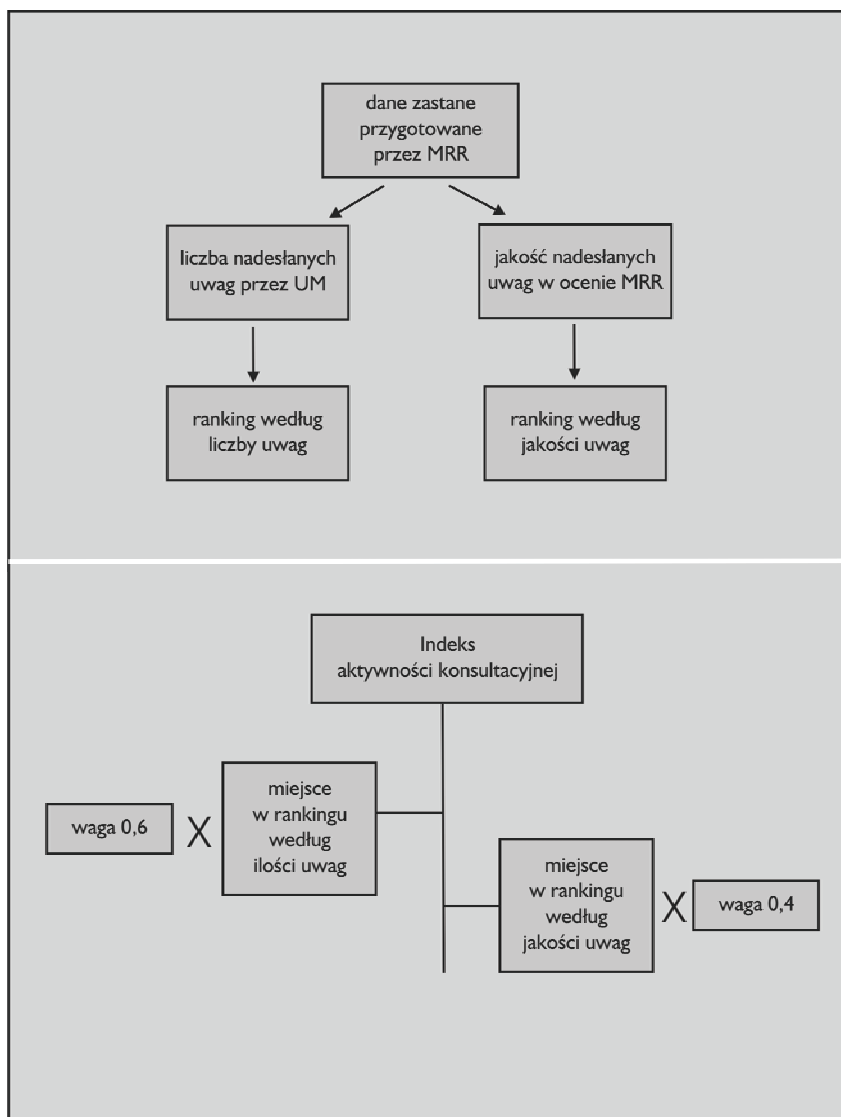 dane zastane
przygotowane
przez MRR
liczba nadesłanych
uwag przez UM
jakość nadesłanych
uwag w ocenie MRR
ranking według
liczby uwag
ranking według
jakości uwag
Indeks
aktywności konsultacyjnej
waga 0,6
X
miejsce
w rankingu
według
ilości uwag
miejsce
w rankingu
według
jakości uwag
X
waga 0,4